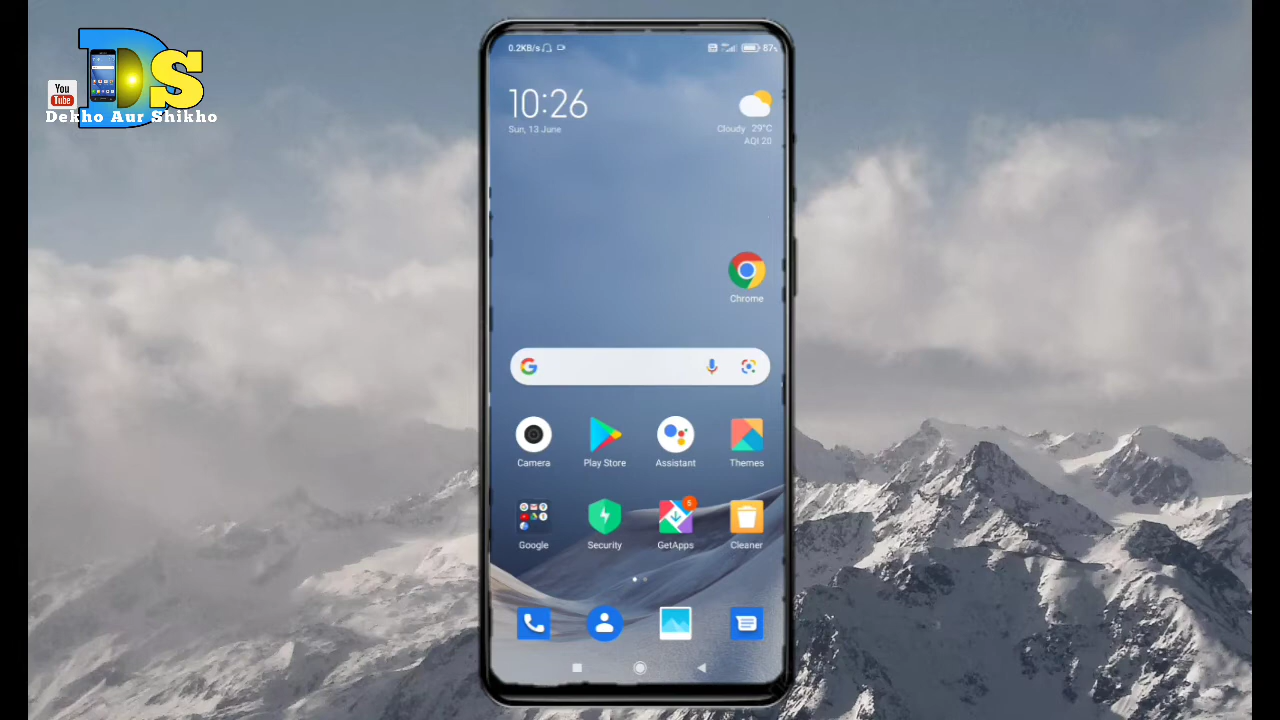 DS
You
Tube
Dekho Aur Shikho
0.2KB/s
87%
10:26
Sun, 13 June
Cloudy 29°C
AQI 20
Chrome
Camera
Play Store
Assistant
Themes
5
Google
Security
GetApps
Cleaner